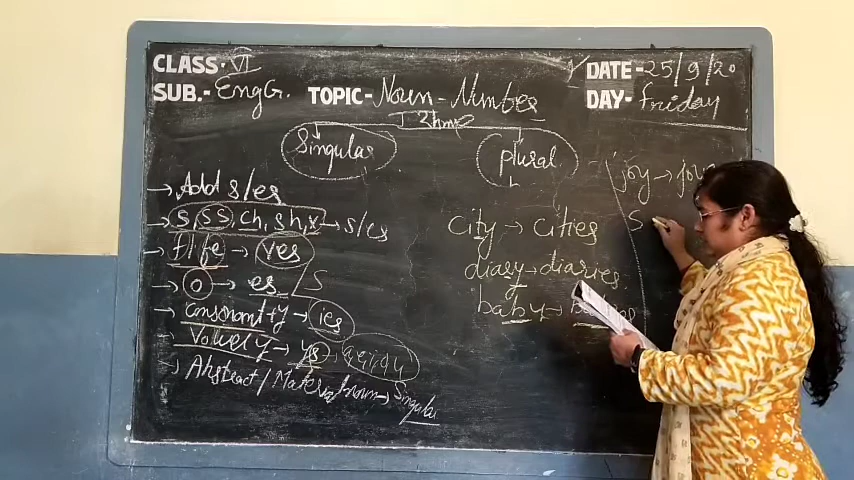 CLASS-VI
SUB.- EngG.
TOPIC- Noun-Number
DATE-25/9/20
DAY- friday
Singular
plural
→ Add s/es
→ s, ss, ch, sh, x → s/es
→ f/fe → ves
→ o → es/s
→ consonant+y → ies
→ Vowel y → ys
→ Abstract/Material Noun → Singular
city → cities
diary → diaries.
baby →
joy →
S